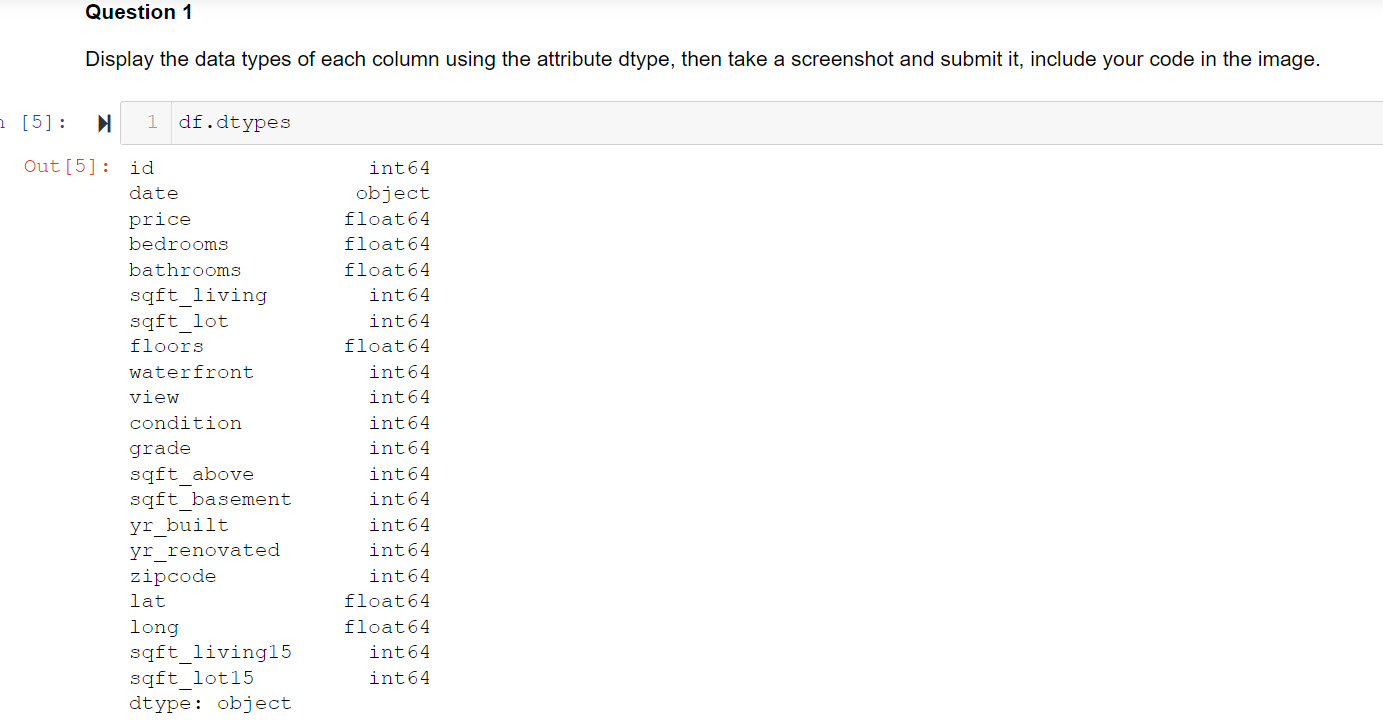 Question 1
Display the data types of each column using the attribute dtype, then take a screenshot and submit it, include your code in the image.
[5]: 1 df.dtypes
Out[5]: id int64
date object
price float64
bedrooms float64
bathrooms float64
sqft_living int64
sqft_lot int64
floors float64
waterfront int64
view int64
condition int64
grade int64
sqft_above int64
sqft_basement int64
yr_built int64
yr_renovated int64
zipcode int64
lat float64
long float64
sqft_living15 int64
sqft_lot15 int64
dtype: object